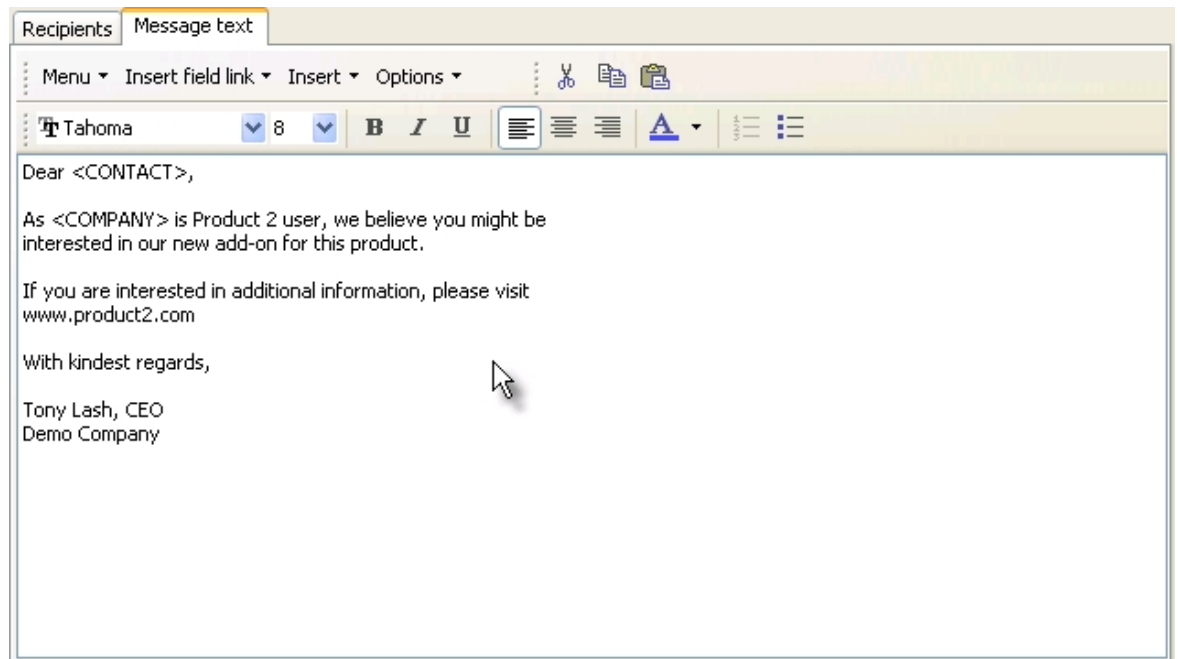 Recipients Message text
Menu Insert field link Insert Options
Tahoma 8 B I U A
Dear <CONTACT>,
As <COMPANY> is Product 2 user, we believe you might be
interested in our new add-on for this product.
If you are interested in additional information, please visit
www.product2.com
With kindest regards,
Tony Lash, CEO
Demo Company